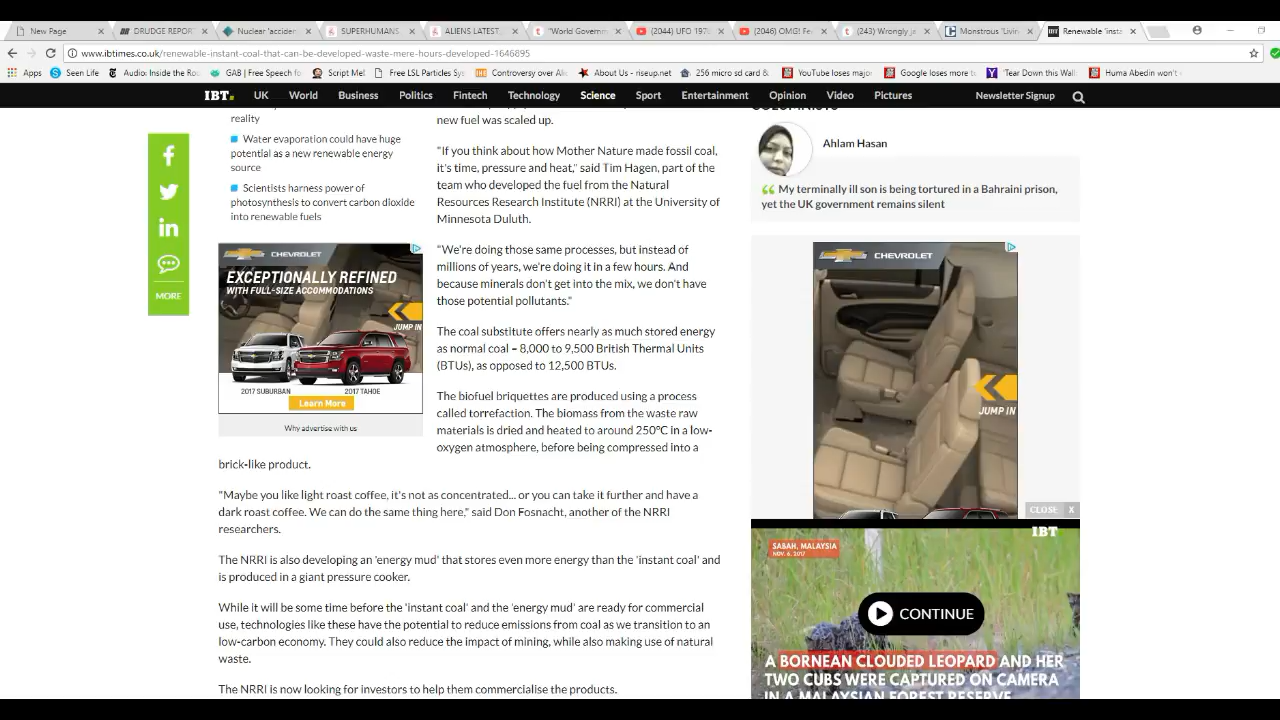 New Page
DRUDGE REPOR
Nuclear 'acciden
SUPERHUMANS
ALIENS LATEST
"World Governm
(2044) UFO 197
(2046) OMG! Fe
(243) Wrongly ja
Monstrous 'Livin
Renewable 'insta
www.ibtimes.co.uk/renewable-instant-coal-that-can-be-developed-waste-mere-hours-developed-1646895
Apps
Seen Life
Audio: Inside the Ro
GAB | Free Speech fo
Script Mel
Free LSL Particles Sys
Controversy over Ali
About Us - riseup.net
256 micro sd card &
YouTube loses major
Google loses more t
'Tear Down this Wall
Huma Abedin won't
IBT.
UK
World
Business
Politics
Fintech
Technology
Science
Sport
Entertainment
Opinion
Video
Pictures
Newsletter Signup
reality
Water evaporation could have huge
potential as a new renewable energy
source
Scientists harness power of
photosynthesis to convert carbon dioxide
into renewable fuels
MORE
CHEVROLET
EXCEPTIONALLY REFINED
WITH FULL-SIZE ACCOMMODATIONS
JUMP IN
2017 SUBURBAN
2017 TAHOE
Learn More
Why advertise with us
new fuel was scaled up.
"If you think about how Mother Nature made fossil coal,
it's time, pressure and heat," said Tim Hagen, part of the
team who developed the fuel from the Natural
Resources Research Institute (NRRI) at the University of
Minnesota Duluth.
"We're doing those same processes, but instead of
millions of years, we're doing it in a few hours. And
because minerals don't get into the mix, we don't have
those potential pollutants."
The coal substitute offers nearly as much stored energy
as normal coal – 8,000 to 9,500 British Thermal Units
(BTUs), as opposed to 12,500 BTUs.
The biofuel briquettes are produced using a process
called torrefaction. The biomass from the waste raw
materials is dried and heated to around 250°C in a low-
oxygen atmosphere, before being compressed into a
brick-like product.
"Maybe you like light roast coffee, it's not as concentrated... or you can take it further and have a
dark roast coffee. We can do the same thing here," said Don Fosnacht, another of the NRRI
researchers.
The NRRI is also developing an 'energy mud' that stores even more energy than the 'instant coal' and
is produced in a giant pressure cooker.
While it will be some time before the 'instant coal' and the 'energy mud' are ready for commercial
use, technologies like these have the potential to reduce emissions from coal as we transition to an
low-carbon economy. They could also reduce the impact of mining, while also making use of natural
waste.
The NRRI is now looking for investors to help them commercialise the products.
COLUMNISTS
Ahlam Hasan
My terminally ill son is being tortured in a Bahraini prison,
yet the UK government remains silent
CHEVROLET
JUMP IN
CLOSE X
IBT
SABAH, MALAYSIA
NOV. 6, 2017
CONTINUE
A BORNEAN CLOUDED LEOPARD AND HER
TWO CUBS WERE CAPTURED ON CAMERA
IN A MALAYSIAN FOREST RESERVE